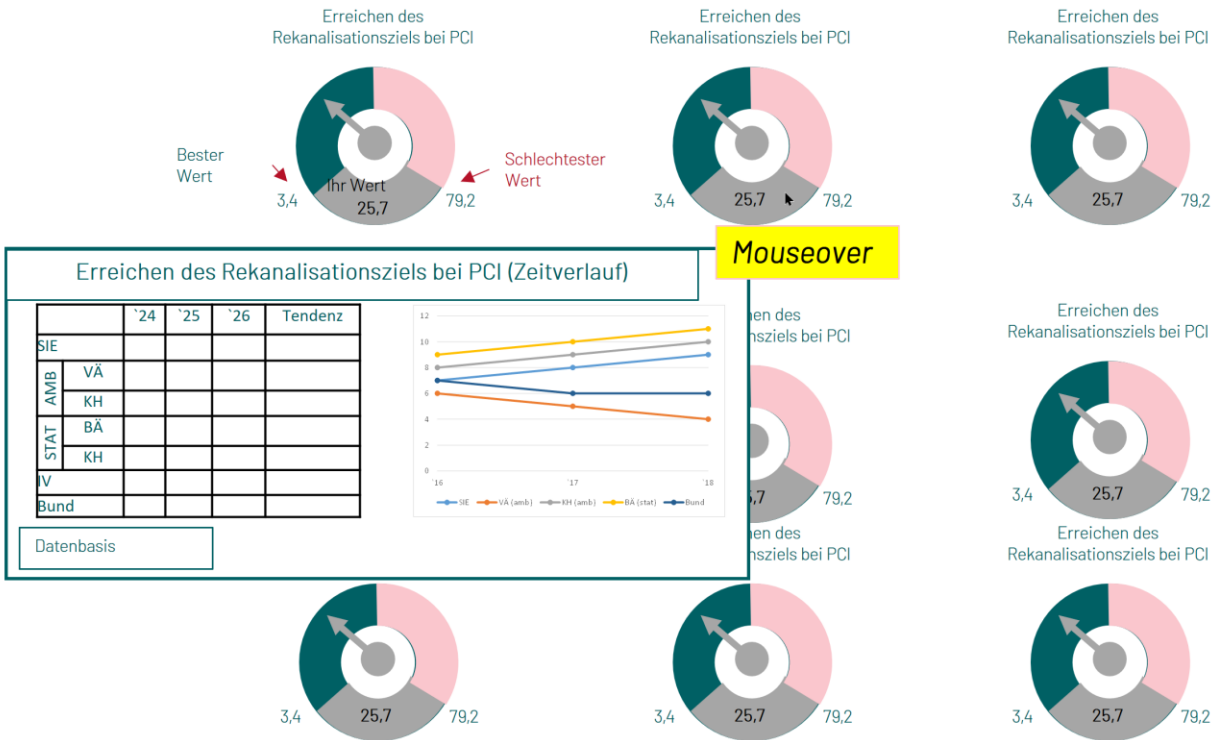 Erreichen des
Rekanalisationsziels bei PCI
Erreichen des
Rekanalisationsziels bei PCI
Erreichen des
Rekanalisationsziels bei PCI
Bester
Wert
Schlechtester
Wert
3,4
Ihr Wert
25,7
79,2
3,4
25,7
79,2
3,4
25,7
79,2
Mouseover
Erreichen des Rekanalisationsziels bei PCI (Zeitverlauf)
`24 `25 `26 Tendenz
SIE
AMB
VÄ
KH
STAT
BÄ
KH
IV
Bund
Datenbasis
12
10
8
6
4
2
0
`16 `17 `18
SIE VÄ (amb) KH (amb) BÄ (stat) Bund
en des
nsziels bei PCI
5,7
79,2
Erreichen des
Rekanalisationsziels bei PCI
3,4
25,7
79,2
en des
nsziels bei PCI
Erreichen des
Rekanalisationsziels bei PCI
3,4
25,7
79,2
3,4
25,7
79,2
3,4
25,7
79,2